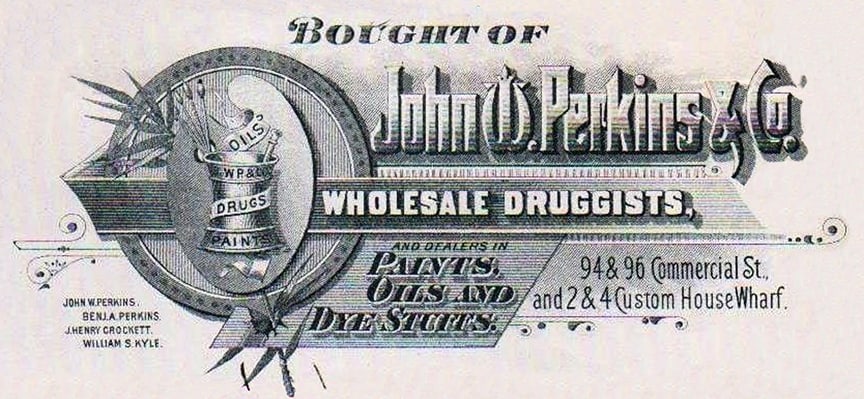 BOUGHT OF
John W. Perkins & Co.
OILS
J.W.P.& CO.
DRUGS
PAINTS
WHOLESALE DRUGGISTS,
AND DEALERS IN
PAINTS,
OILS AND
DYE STUFFS.
94 & 96 Commercial St.,
and 2 & 4 Custom House Wharf.
JOHN W. PERKINS.
BENJ. A. PERKINS.
J. HENRY CROCKETT.
WILLIAM S. KYLE.